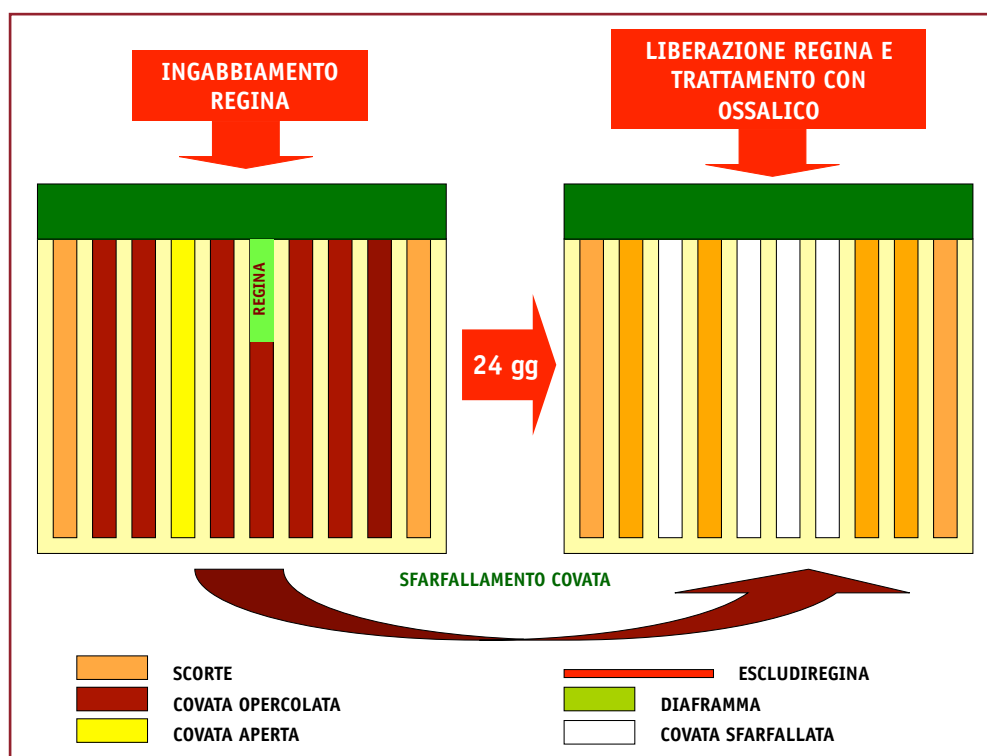 INGABBIAMENTO
REGINA
LIBERAZIONE REGINA E
TRATTAMENTO CON
OSSALICO
REGINA
24 gg
SFARFALLAMENTO COVATA
SCORTE
COVATA OPERCOLATA
COVATA APERTA
ESCLUDIREGINA
DIAFRAMMA
COVATA SFARFALLATA